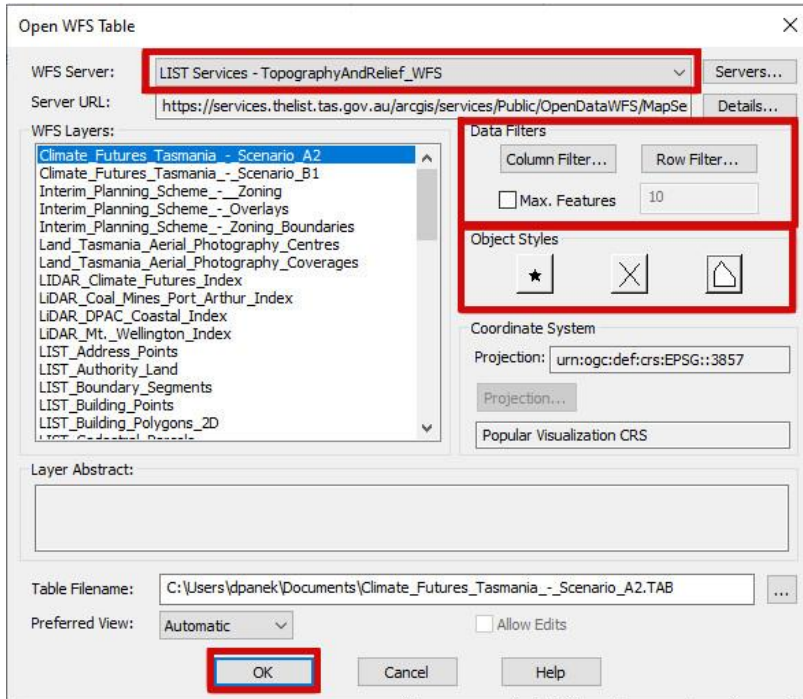 Open WFS Table
WFS Server: LIST Services - TopographyAndRelief_WFS Servers...
Server URL: https://services.thelist.tas.gov.au/arcgis/services/Public/OpenDataWFS/MapSe Details...
WFS Layers:
Climate_Futures_Tasmania_-_Scenario_A2
Climate_Futures_Tasmania_-_Scenario_B1
Interim_Planning_Scheme_-__Zoning
Interim_Planning_Scheme_-_Overlays
Interim_Planning_Scheme_-_Zoning_Boundaries
Land_Tasmania_Aerial_Photography_Centres
Land_Tasmania_Aerial_Photography_Coverages
LIDAR_Climate_Futures_Index
LiDAR_Coal_Mines_Port_Arthur_Index
LiDAR_DPAC_Coastal_Index
LiDAR_Mt._Wellington_Index
LIST_Address_Points
LIST_Authority_Land
LIST_Boundary_Segments
LIST_Building_Points
LIST_Building_Polygons_2D
LIST_Cadastral_Parcels
Data Filters
Column Filter... Row Filter...
Max. Features 10
Object Styles
Coordinate System
Projection: urn:ogc:def:crs:EPSG::3857
Projection...
Popular Visualization CRS
Layer Abstract:
Table Filename: C:\Users\dpanek\Documents\Climate_Futures_Tasmania_-_Scenario_A2.TAB ...
Preferred View: Automatic Allow Edits
OK Cancel Help